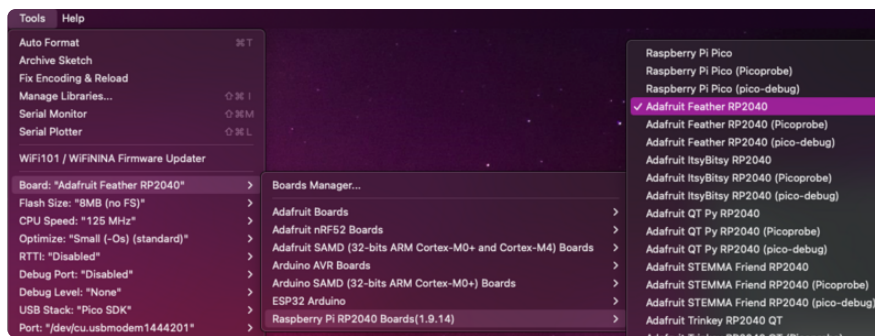 Tools Help
Auto Format ⌘T
Archive Sketch
Fix Encoding & Reload
Manage Libraries... ⇧⌘I
Serial Monitor ⇧⌘M
Serial Plotter ⇧⌘L
WiFi101 / WiFiNINA Firmware Updater
Board: "Adafruit Feather RP2040"
Flash Size: "8MB (no FS)"
CPU Speed: "125 MHz"
Optimize: "Small (-Os) (standard)"
RTTI: "Disabled"
Debug Port: "Disabled"
Debug Level: "None"
USB Stack: "Pico SDK"
Port: "/dev/cu.usbmodem1444201"
Boards Manager...
Adafruit Boards
Adafruit nRF52 Boards
Adafruit SAMD (32-bits ARM Cortex-M0+ and Cortex-M4) Boards
Arduino AVR Boards
Arduino SAMD (32-bits ARM Cortex-M0+) Boards
ESP32 Arduino
Raspberry Pi RP2040 Boards(1.9.14)
Raspberry Pi Pico
Raspberry Pi Pico (Picoprobe)
Raspberry Pi Pico (pico-debug)
✓ Adafruit Feather RP2040
Adafruit Feather RP2040 (Picoprobe)
Adafruit Feather RP2040 (pico-debug)
Adafruit ItsyBitsy RP2040
Adafruit ItsyBitsy RP2040 (Picoprobe)
Adafruit ItsyBitsy RP2040 (pico-debug)
Adafruit QT Py RP2040
Adafruit QT Py RP2040 (Picoprobe)
Adafruit QT Py RP2040 (pico-debug)
Adafruit STEMMA Friend RP2040
Adafruit STEMMA Friend RP2040 (Picoprobe)
Adafruit STEMMA Friend RP2040 (pico-debug)
Adafruit Trinkey RP2040 QT